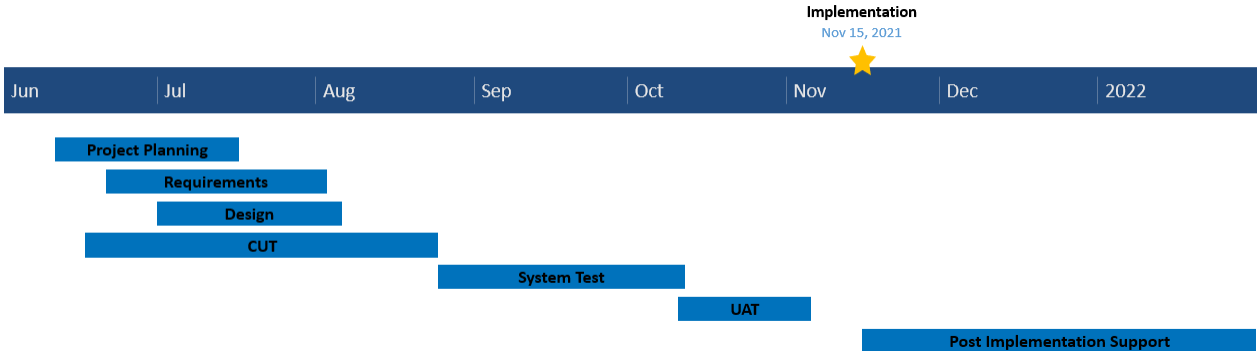 Implementation
Nov 15, 2021
Jun Jul Aug Sep Oct Nov Dec 2022
Project Planning
Requirements
Design
CUT
System Test
UAT
Post Implementation Support